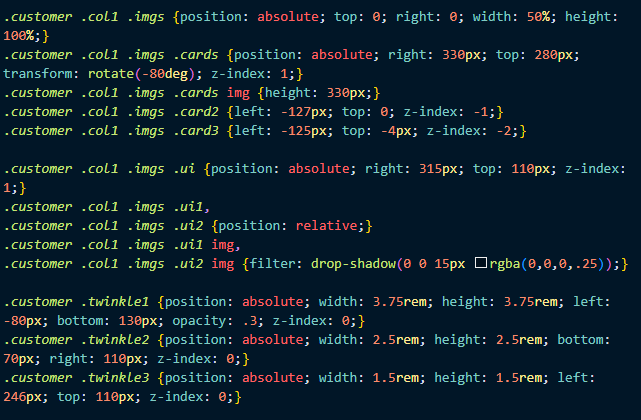 .customer .col1 .imgs {position: absolute; top: 0; right: 0; width: 50%; height:
100%;}
.customer .col1 .imgs .cards {position: absolute; right: 330px; top: 280px;
transform: rotate(-80deg); z-index: 1;}
.customer .col1 .imgs .cards img {height: 330px;}
.customer .col1 .imgs .card2 {left: -127px; top: 0; z-index: -1;}
.customer .col1 .imgs .card3 {left: -125px; top: -4px; z-index: -2;}
.customer .col1 .imgs .ui {position: absolute; right: 315px; top: 110px; z-index:
1;}
.customer .col1 .imgs .ui1,
.customer .col1 .imgs .ui2 {position: relative;}
.customer .col1 .imgs .ui1 img,
.customer .col1 .imgs .ui2 img {filter: drop-shadow(0 0 15px rgba(0,0,0,.25));}
.customer .twinkle1 {position: absolute; width: 3.75rem; height: 3.75rem; left:
-80px; bottom: 130px; opacity: .3; z-index: 0;}
.customer .twinkle2 {position: absolute; width: 2.5rem; height: 2.5rem; bottom:
70px; right: 110px; z-index: 0;}
.customer .twinkle3 {position: absolute; width: 1.5rem; height: 1.5rem; left:
246px; top: 110px; z-index: 0;}